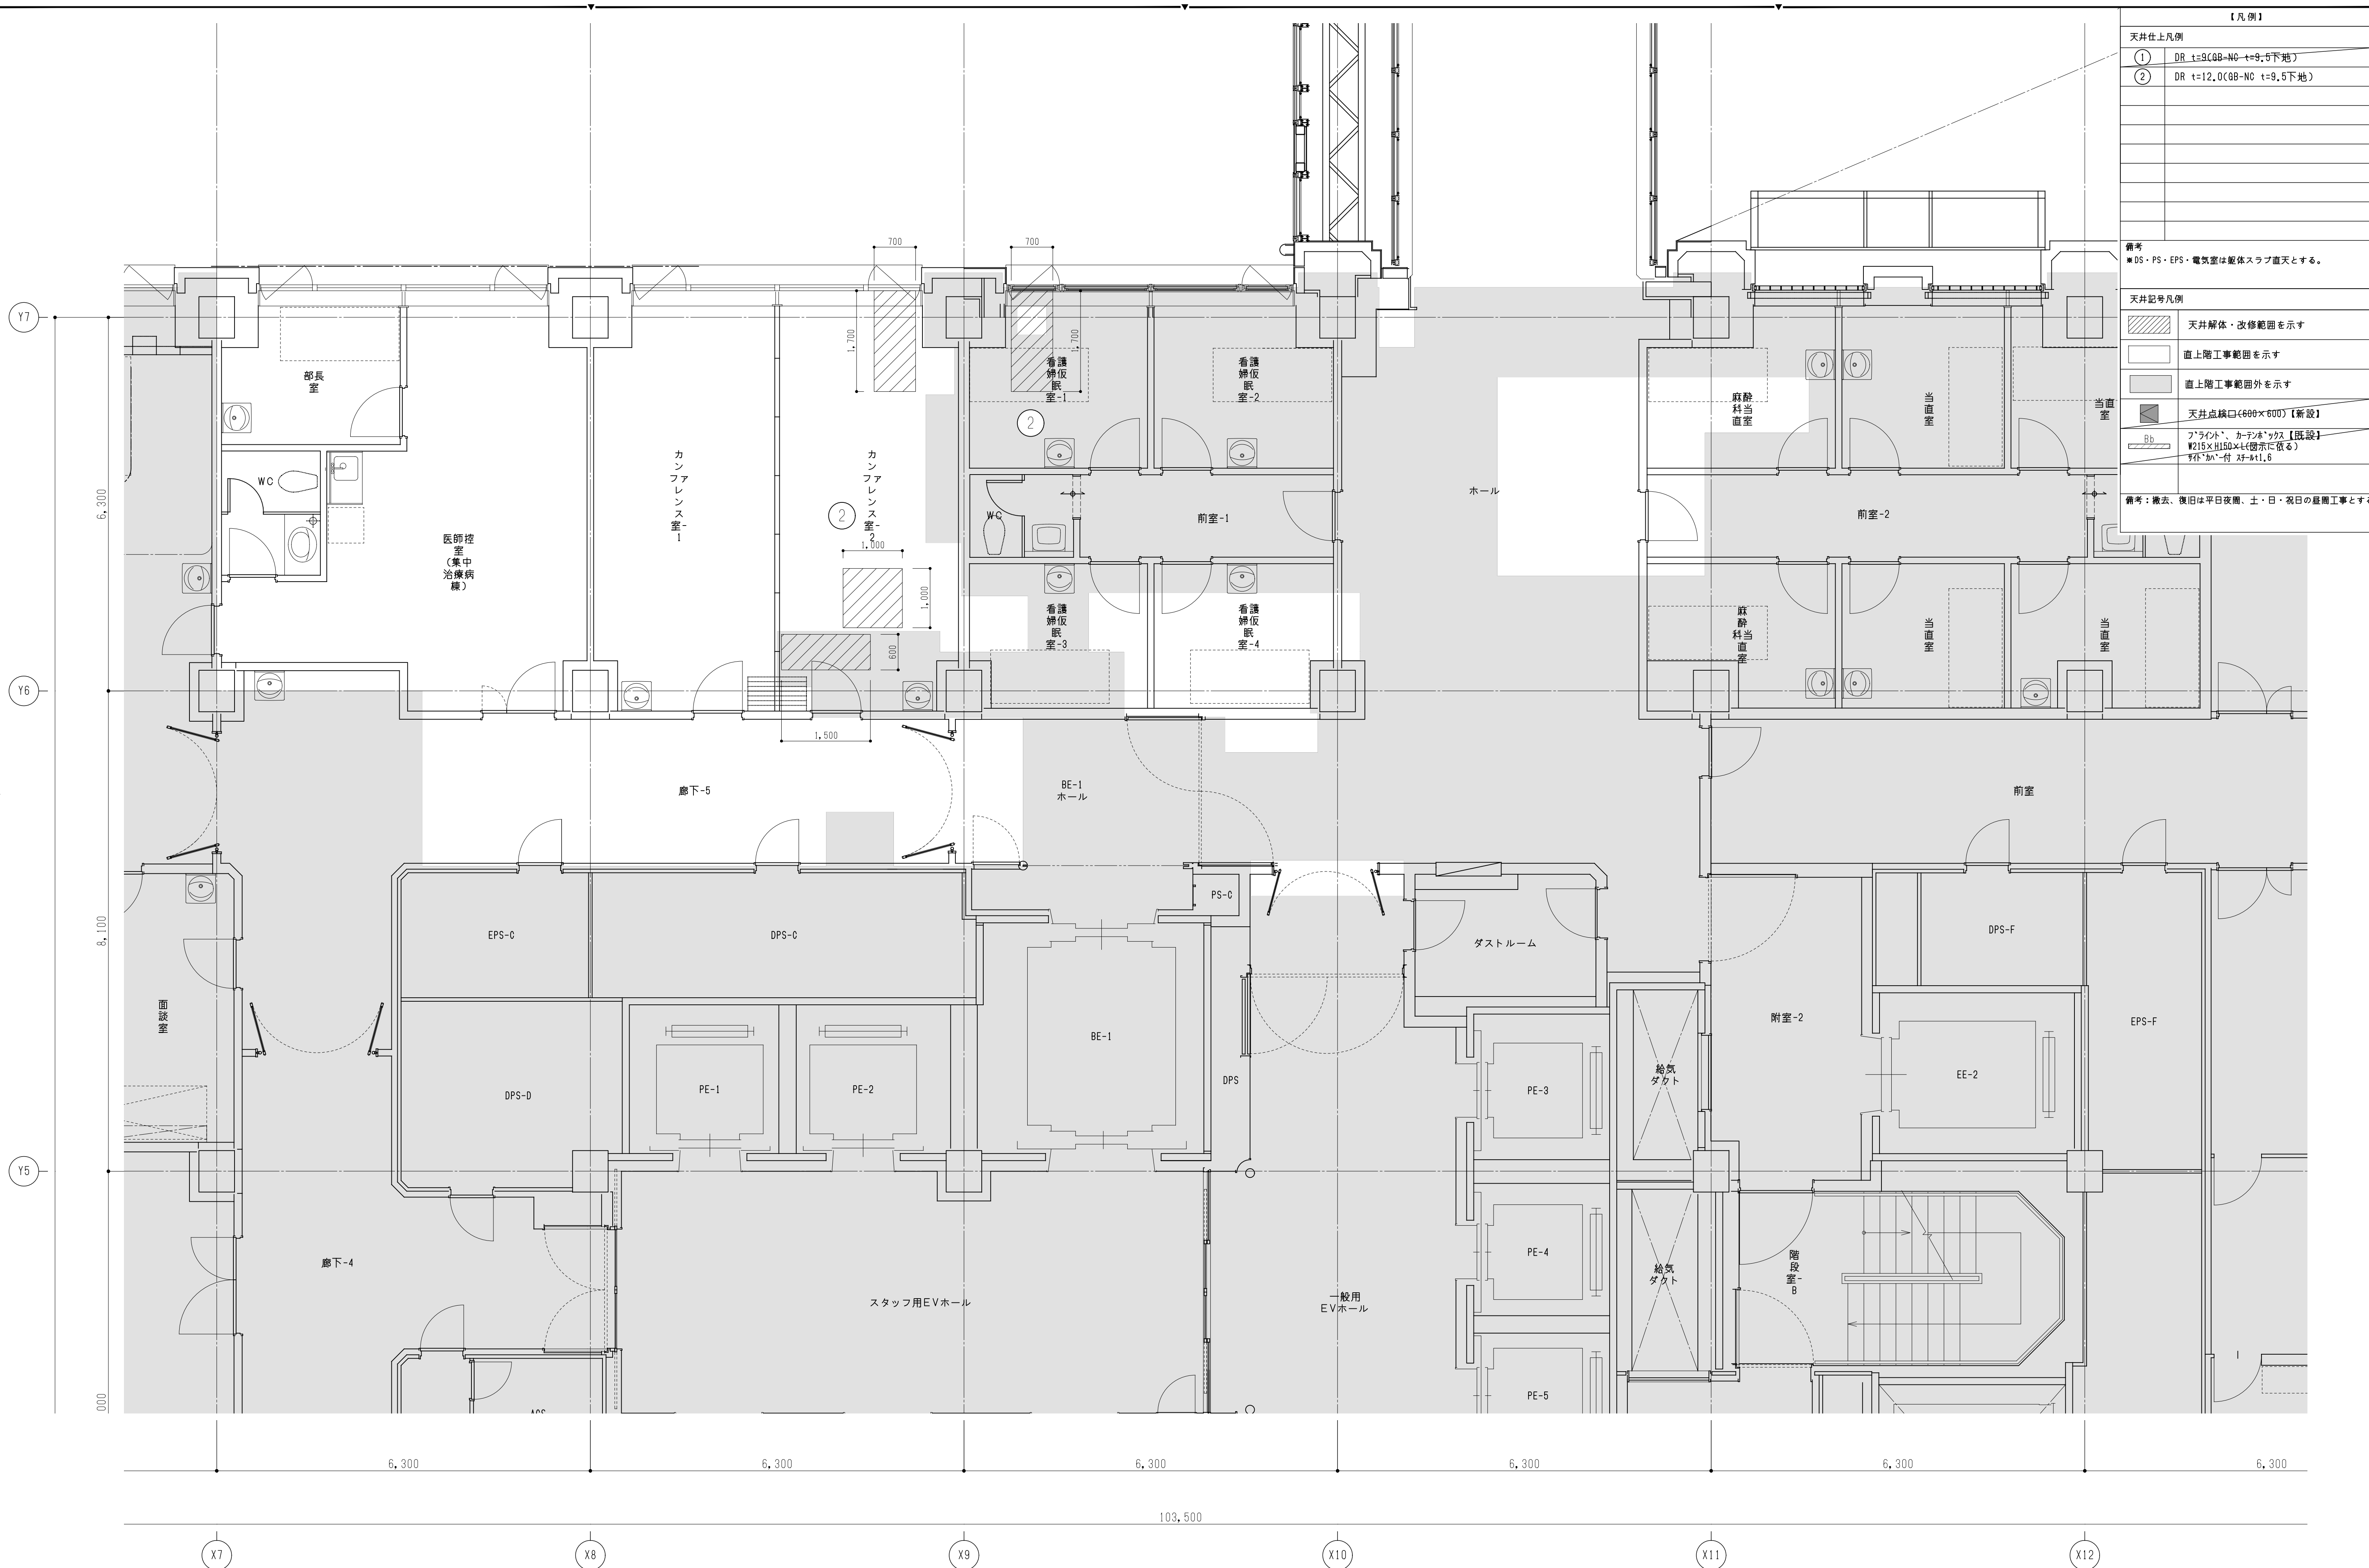 【凡例】
天井仕上凡例
1 DR t=9(GB-NC t=9.5下地)
2 DR t=12.0(GB-NC t=9.5下地)
備考
※DS・PS・EPS・電気室は躯体スラブ直天とする。
天井記号凡例
天井解体・改修範囲を示す
直上階工事範囲を示す
直上階工事範囲外を示す
天井点検口(600×600)【新設】
Bb
ブラインド、カーテンボックス【既設】
W215×H150×L(図示に依る)
サイドカバー付 スチールt1.6
備考：撤去、復旧は平日夜間、土・日・祝日の昼間工事とする
700
700
Y7
1,700
1,700
部長
室
看護
婦仮
眠
室-1
看護
婦仮
眠
室-2
麻酔
科当
直室
当
直
室
当直
室
2
カ
ンファ
レン
ス
室-
1
カ
ンファ
レン
ス
室-
2
2
WC
6,300
医師控
室
(集中
治療病
棟)
WC
前室-1
ホール
前室-2
1,000
1,000
600
看護
婦仮
眠
室-3
看護
婦仮
眠
室-4
麻
酔
科当
直
室
当
直
室
当
直室
Y6
1,500
廊下-5
BE-1
ホール
前室
PS-C
8,100
EPS-C
DPS-C
ダストルーム
DPS-F
面
談
室
附室-2
EPS-F
BE-1
DPS-D
PE-1
PE-2
DPS
PE-3
給気
ダクト
EE-2
Y5
廊下-4
スタッフ用EVホール
一般用
EVホール
PE-4
給気
ダクト
階
段
室-
B
PE-5
000
6,300
6,300
6,300
6,300
6,300
6,300
103,500
X7
X8
X9
X10
X11
X12